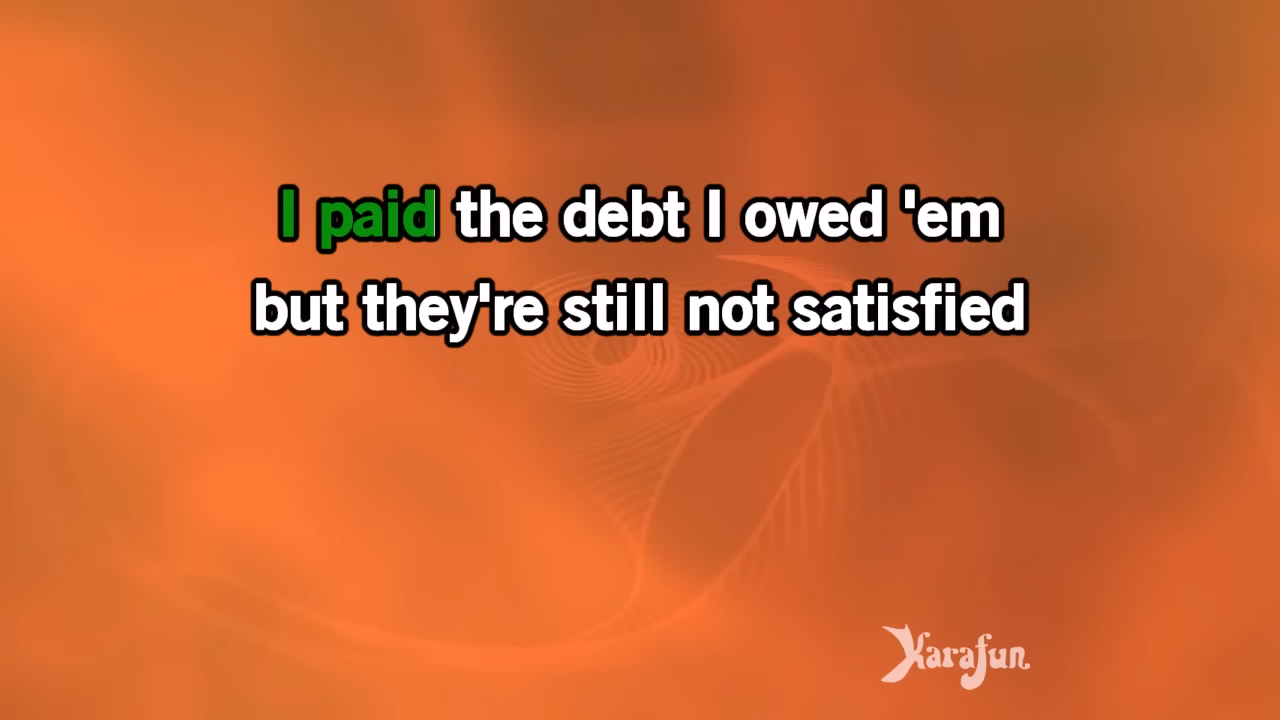 I paid the debt I owed 'em
but they're still not satisfied
Karafun